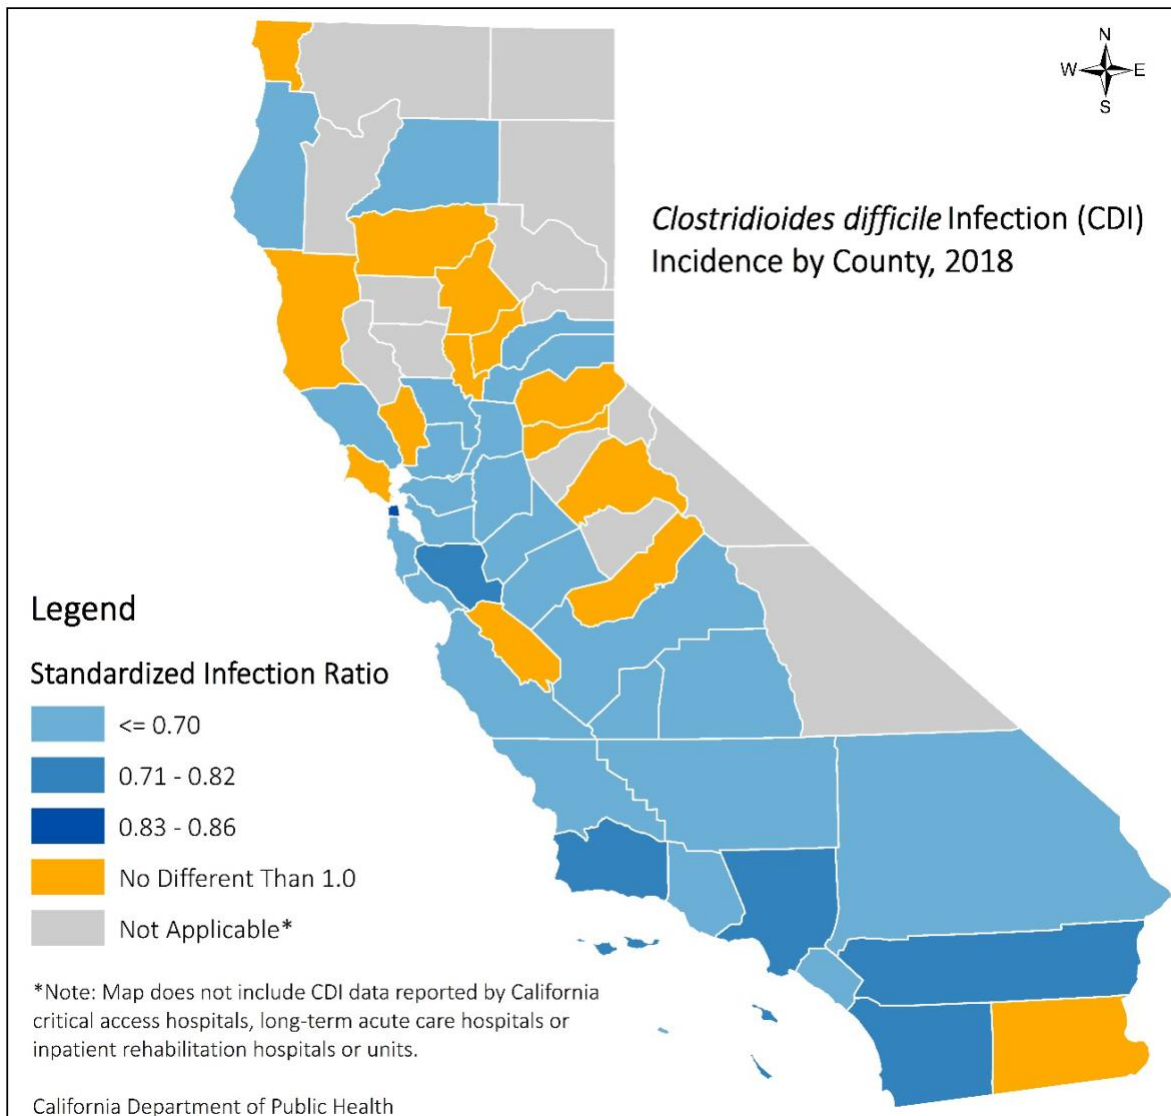 N
W E
S
Clostridioides difficile Infection (CDI)
Incidence by County, 2018
Legend
Standardized Infection Ratio
<= 0.70
0.71 - 0.82
0.83 - 0.86
No Different Than 1.0
Not Applicable*
*Note: Map does not include CDI data reported by California
critical access hospitals, long-term acute care hospitals or
inpatient rehabilitation hospitals or units.
California Department of Public Health